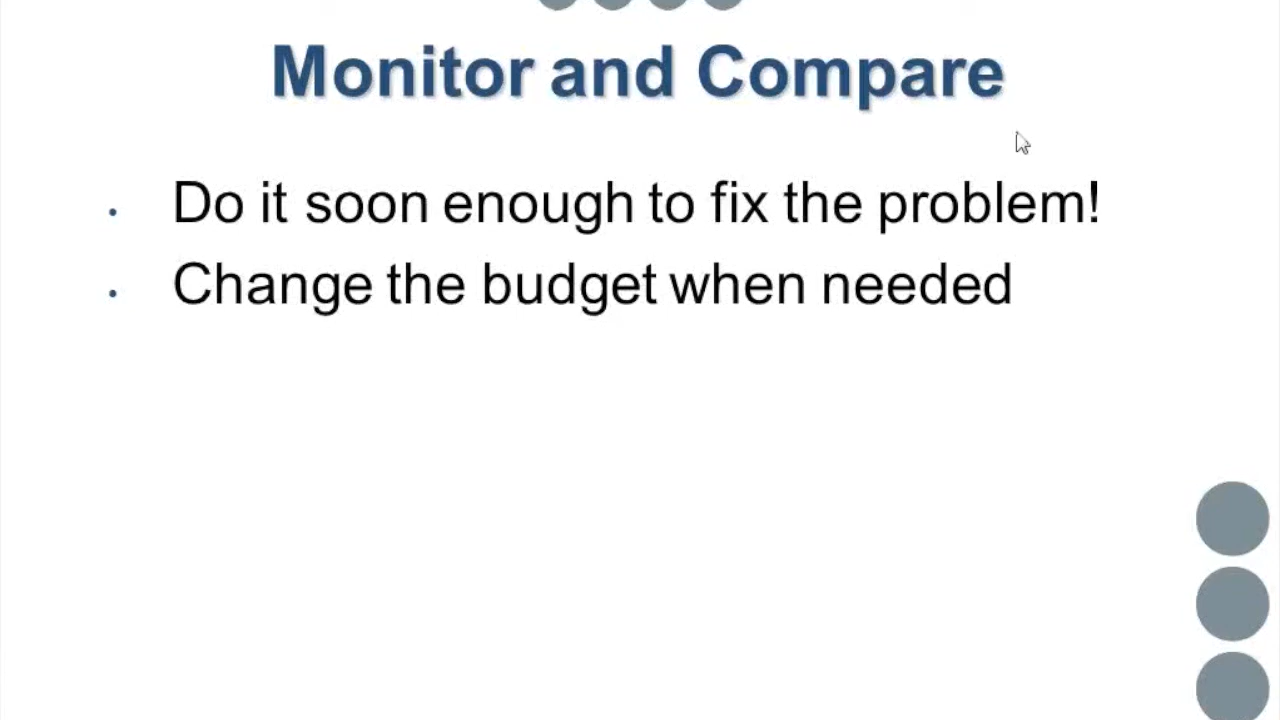 Monitor and Compare
• Do it soon enough to fix the problem!
• Change the budget when needed